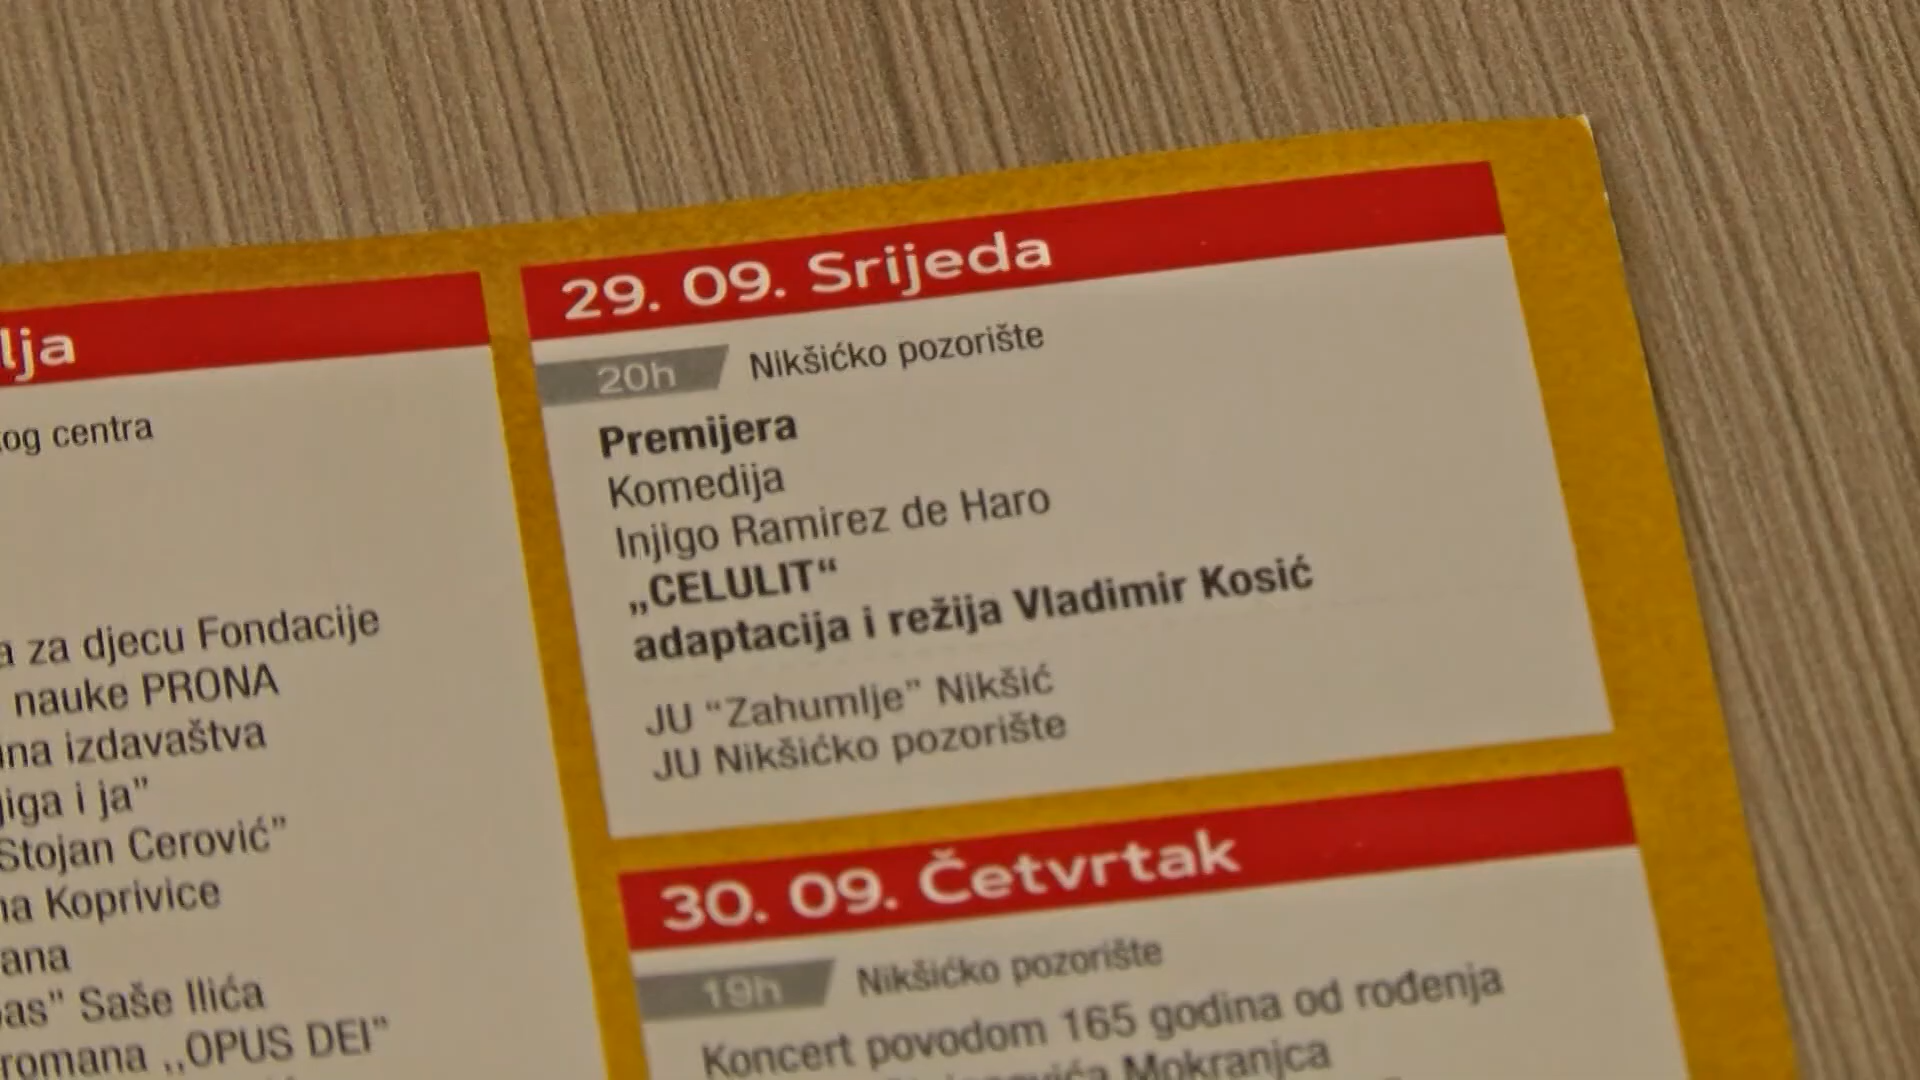 lja
og centra
a za djecu Fondacije
nauke PRONA
ina izdavaštva
jiga i ja”
Stojan Cerović”
na Koprivice
ana
pas” Saše Ilića
romana ,,OPUS DEI”
29. 09. Srijeda
20h Nikšićko pozorište
Premijera
Komedija
Injigo Ramirez de Haro
„CELULIT“
adaptacija i režija Vladimir Kosić
JU “Zahumlje” Nikšić
JU Nikšićko pozorište
30. 09. Četvrtak
19h Nikšićko pozorište
Koncert povodom 165 godina od rođenja
Mokranjca